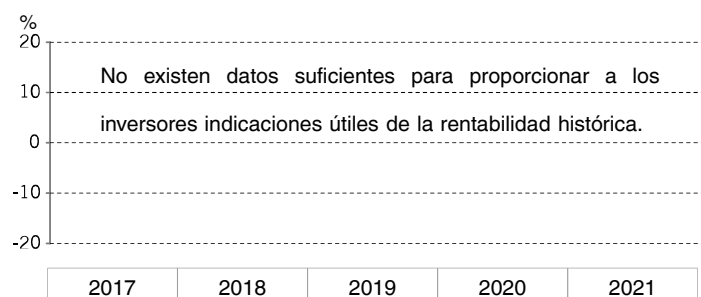 %
20
No existen datos suficientes para proporcionar a los
10
inversores indicaciones útiles de la rentabilidad histórica.
0
-10
-20
2017 2018 2019 2020 2021